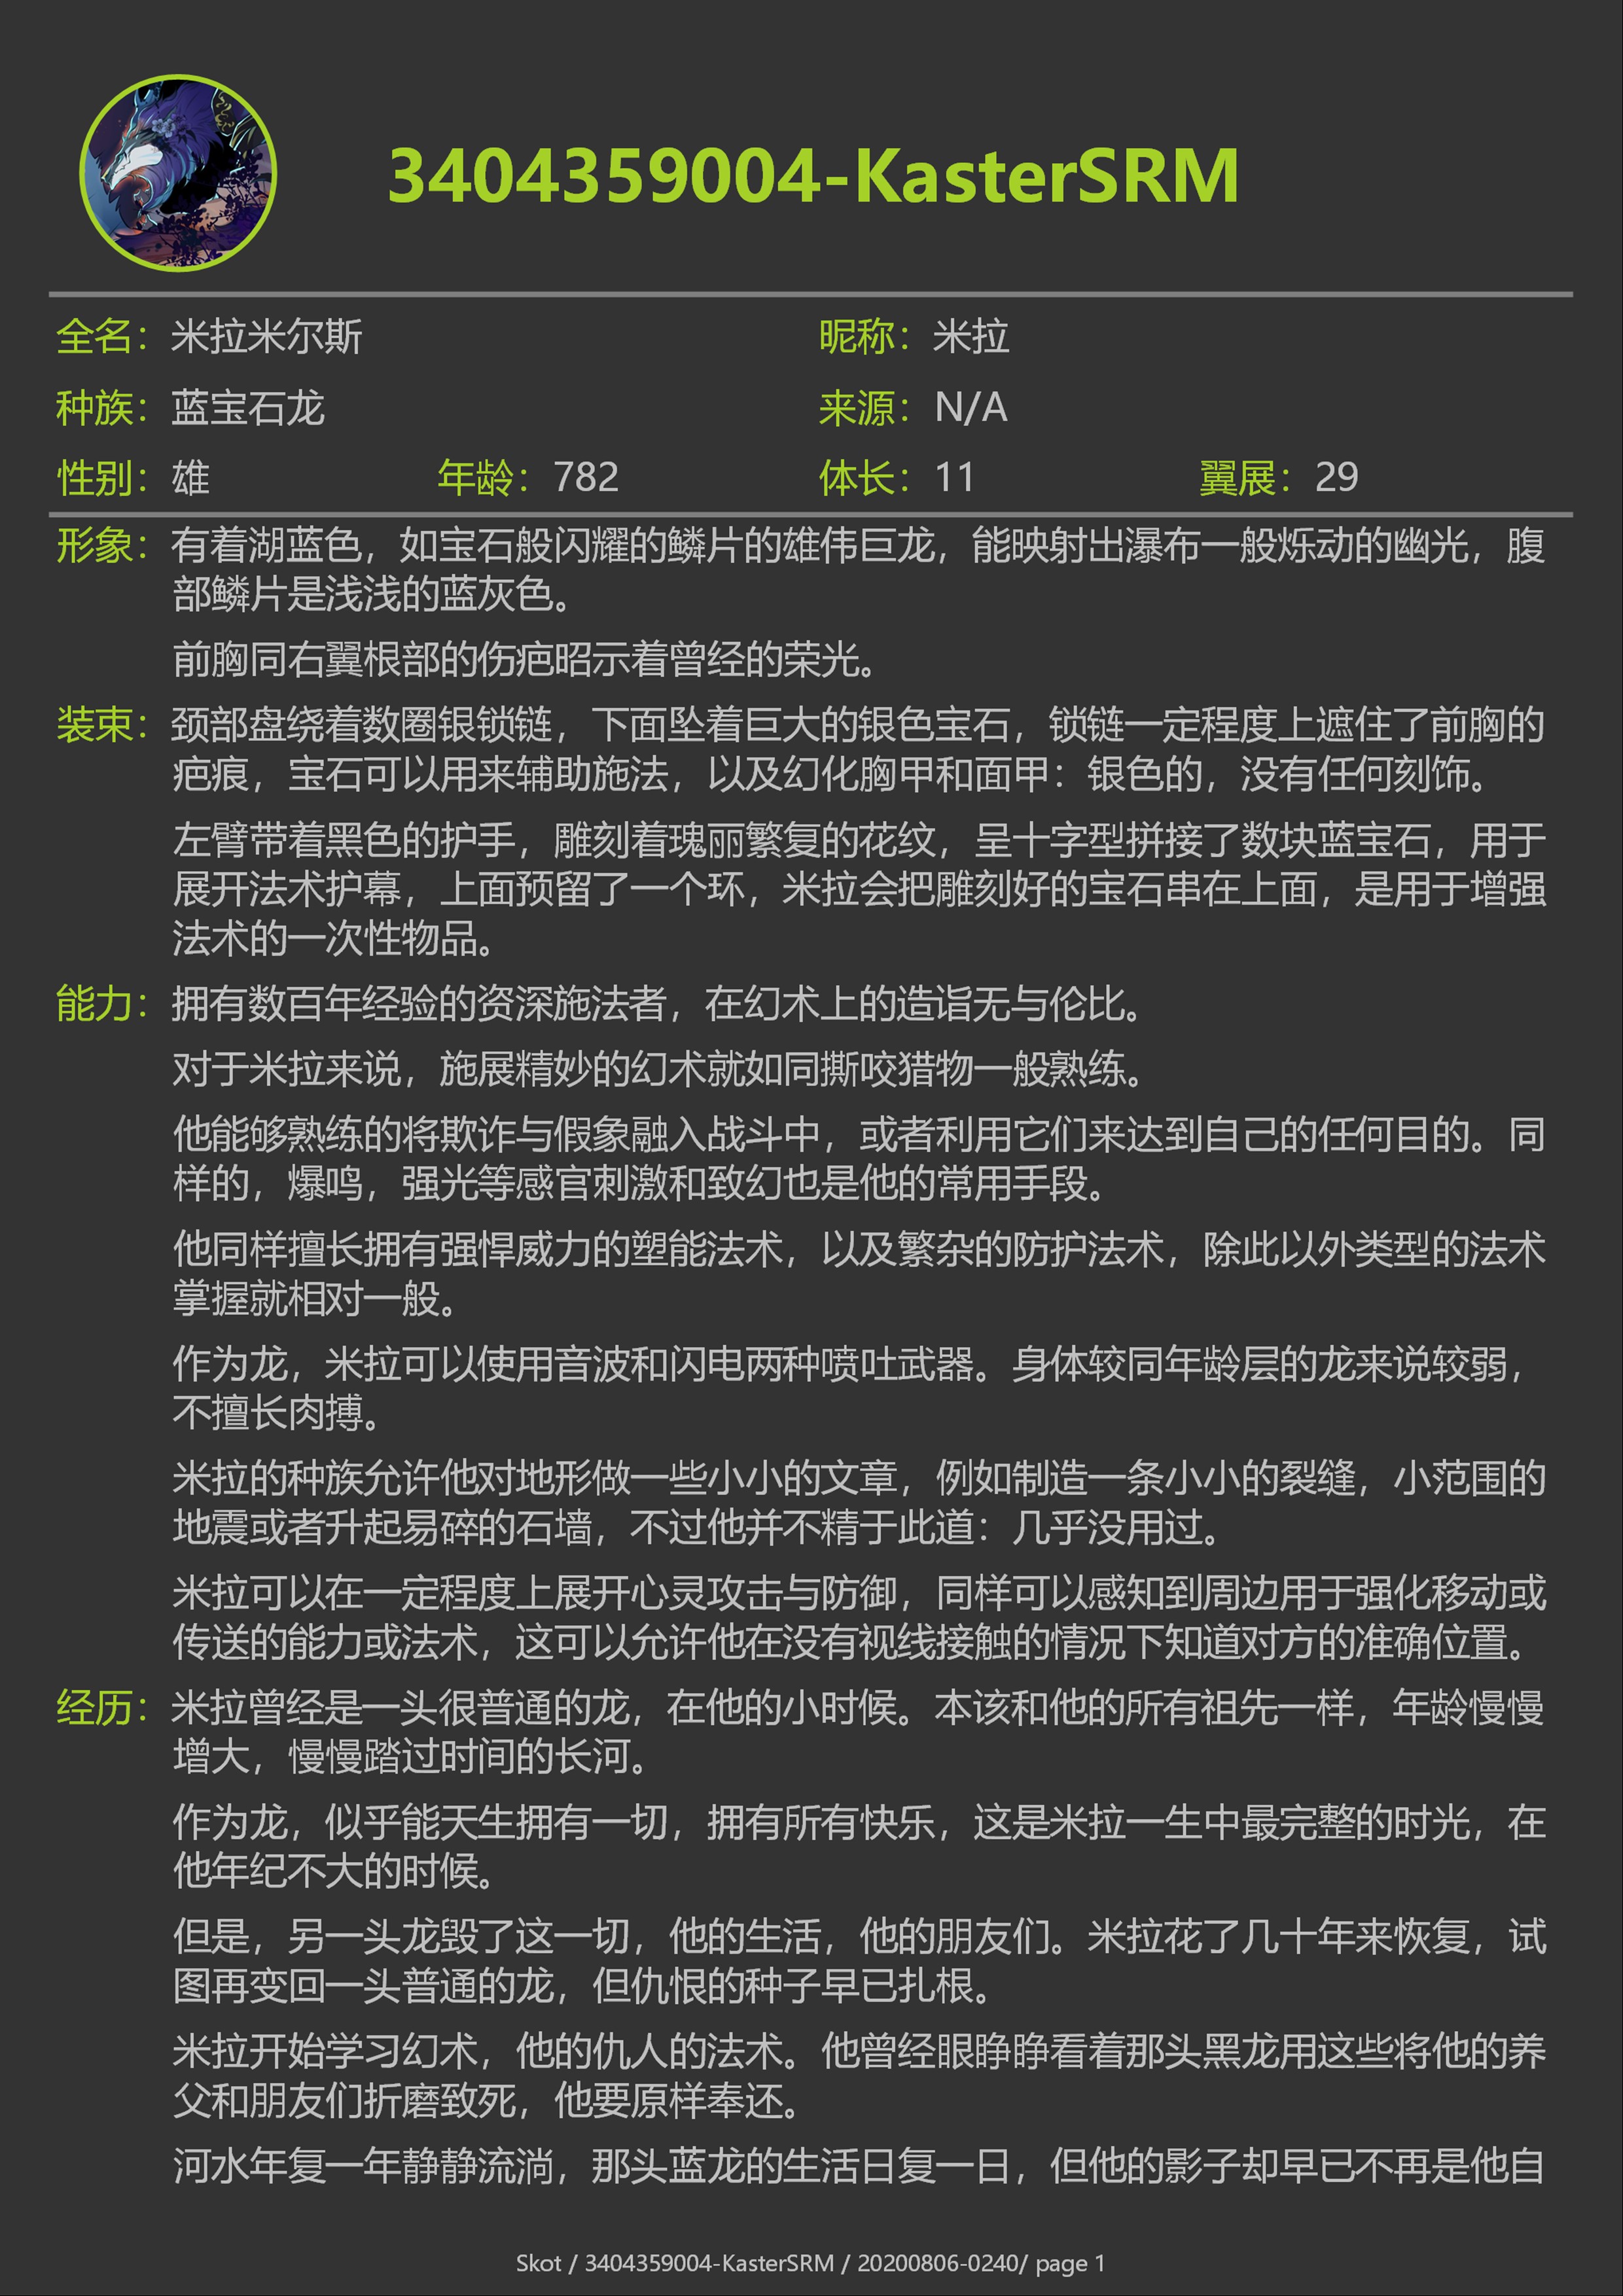 3404359004-KasterSRM
全名：米拉米尔斯 昵称：米拉
种族：蓝宝石龙 来源：N/A
性别：雄 年龄：782 体长：11 翼展：29
形象：有着湖蓝色，如宝石般闪耀的鳞片的雄伟巨龙，能映射出瀑布一般烁动的幽光，腹
部鳞片是浅浅的蓝灰色。
前胸同右翼根部的伤疤昭示着曾经的荣光。
装束：颈部盘绕着数圈银锁链，下面坠着巨大的银色宝石，锁链一定程度上遮住了前胸的
疤痕，宝石可以用来辅助施法，以及幻化胸甲和面甲：银色的，没有任何刻饰。
左臂带着黑色的护手，雕刻着瑰丽繁复的花纹，呈十字型拼接了数块蓝宝石，用于
展开法术护幕，上面预留了一个环，米拉会把雕刻好的宝石串在上面，是用于增强
法术的一次性物品。
能力：拥有数百年经验的资深施法者，在幻术上的造诣无与伦比。
对于米拉来说，施展精妙的幻术就如同撕咬猎物一般熟练。
他能够熟练的将欺诈与假象融入战斗中，或者利用它们来达到自己的任何目的。同
样的，爆鸣，强光等感官刺激和致幻也是他的常用手段。
他同样擅长拥有强悍威力的塑能法术，以及繁杂的防护法术，除此以外类型的法术
掌握就相对一般。
作为龙，米拉可以使用音波和闪电两种喷吐武器。身体较同年龄层的龙来说较弱，
不擅长肉搏。
米拉的种族允许他对地形做一些小小的文章，例如制造一条小小的裂缝，小范围的
地震或者升起易碎的石墙，不过他并不精于此道：几乎没用过。
米拉可以在一定程度上展开心灵攻击与防御，同样可以感知到周边用于强化移动或
传送的能力或法术，这可以允许他在没有视线接触的情况下知道对方的准确位置。
经历：米拉曾经是一头很普通的龙，在他的小时候。本该和他的所有祖先一样，年龄慢慢
增大，慢慢踏过时间的长河。
作为龙，似乎能天生拥有一切，拥有所有快乐，这是米拉一生中最完整的时光，在
他年纪不大的时候。
但是，另一头龙毁了这一切，他的生活，他的朋友们。米拉花了几十年来恢复，试
图再变回一头普通的龙，但仇恨的种子早已扎根。
米拉开始学习幻术，他的仇人的法术。他曾经眼睁睁看着那头黑龙用这些将他的养
父和朋友们折磨致死，他要原样奉还。
河水年复一年静静流淌，那头蓝龙的生活日复一日，但他的影子却早已不再是他自
Skot / 3404359004-KasterSRM / 20200806-0240/ page 1